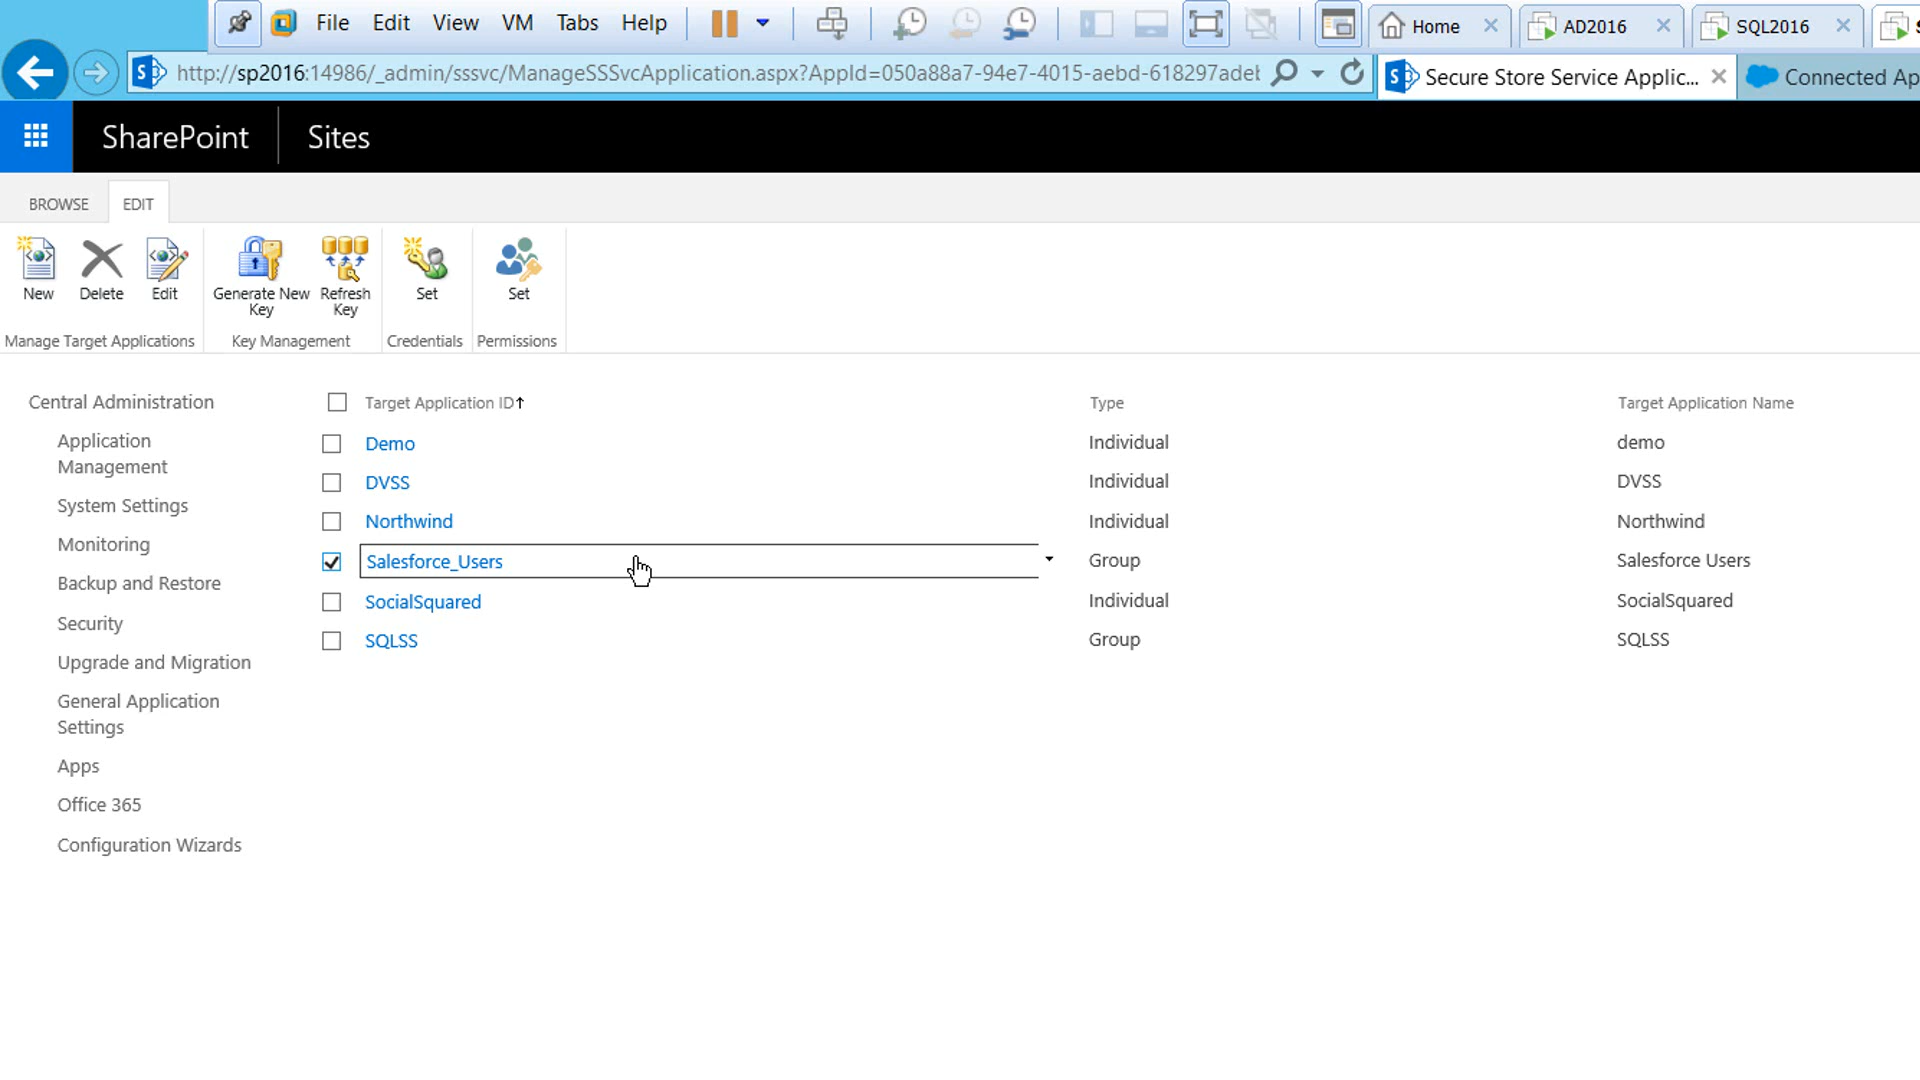 File Edit View VM Tabs Help Home AD2016 SQL2016
http://sp2016:14986/_admin/sssvc/ManageSSSvcApplication.aspx?AppId=050a88a7-94e7-4015-aebd-618297adeb Secure Store Service Applic... Connected Ap
SharePoint Sites
BROWSE EDIT
New Delete Edit Generate New Key Refresh Key Set Set
Manage Target Applications Key Management Credentials Permissions
Central Administration
Application Management
System Settings
Monitoring
Backup and Restore
Security
Upgrade and Migration
General Application Settings
Apps
Office 365
Configuration Wizards
Target Application ID↑ Type Target Application Name
Demo Individual demo
DVSS Individual DVSS
Northwind Individual Northwind
Salesforce_Users Group Salesforce Users
SocialSquared Individual SocialSquared
SQLSS Group SQLSS